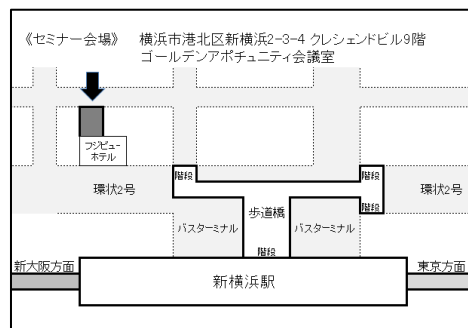 《セミナー会場》 横浜市港北区新横浜2-3-4 クレシェンドビル9階
ゴールデンアポチュニティ会議室
フジビュー
ホテル
階段
階段
環状2号
環状2号
歩道橋
階段
バスターミナル
バスターミナル
階段
新大阪方面
東京方面
新横浜駅